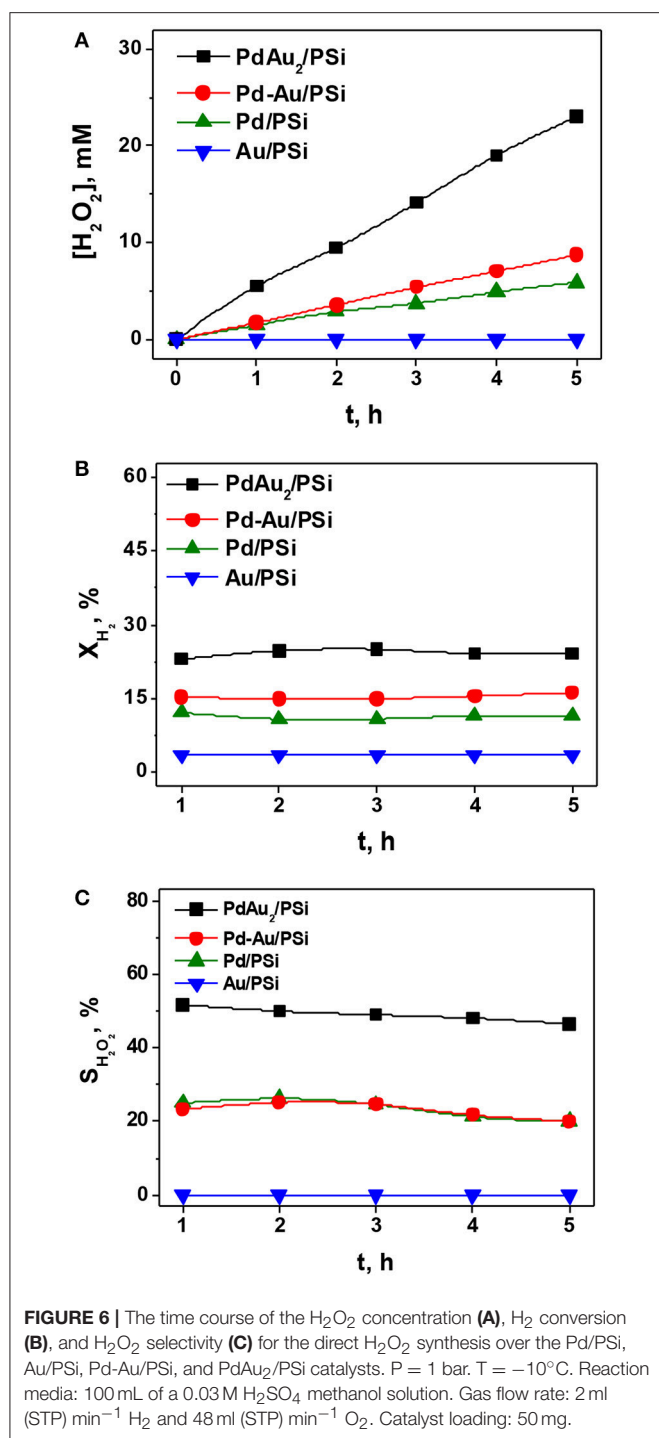 A
30
20
10
0
[H₂O₂], mM
PdAu₂/PSi
Pd-Au/PSi
Pd/PSi
Au/PSi
0 1 2 3 4 5
t, h
B
60
45
30
15
0
X_H₂, %
PdAu₂/PSi
Pd-Au/PSi
Pd/PSi
Au/PSi
1 2 3 4 5
t, h
C
80
60
40
20
0
S_H₂O₂, %
PdAu₂/PSi
Pd-Au/PSi
Pd/PSi
Au/PSi
1 2 3 4 5
t, h
FIGURE 6 | The time course of the H₂O₂ concentration (A), H₂ conversion
(B), and H₂O₂ selectivity (C) for the direct H₂O₂ synthesis over the Pd/PSi,
Au/PSi, Pd-Au/PSi, and PdAu₂/PSi catalysts. P = 1 bar. T = −10°C. Reaction
media: 100 mL of a 0.03 M H₂SO₄ methanol solution. Gas flow rate: 2 ml
(STP) min⁻¹ H₂ and 48 ml (STP) min⁻¹ O₂. Catalyst loading: 50 mg.